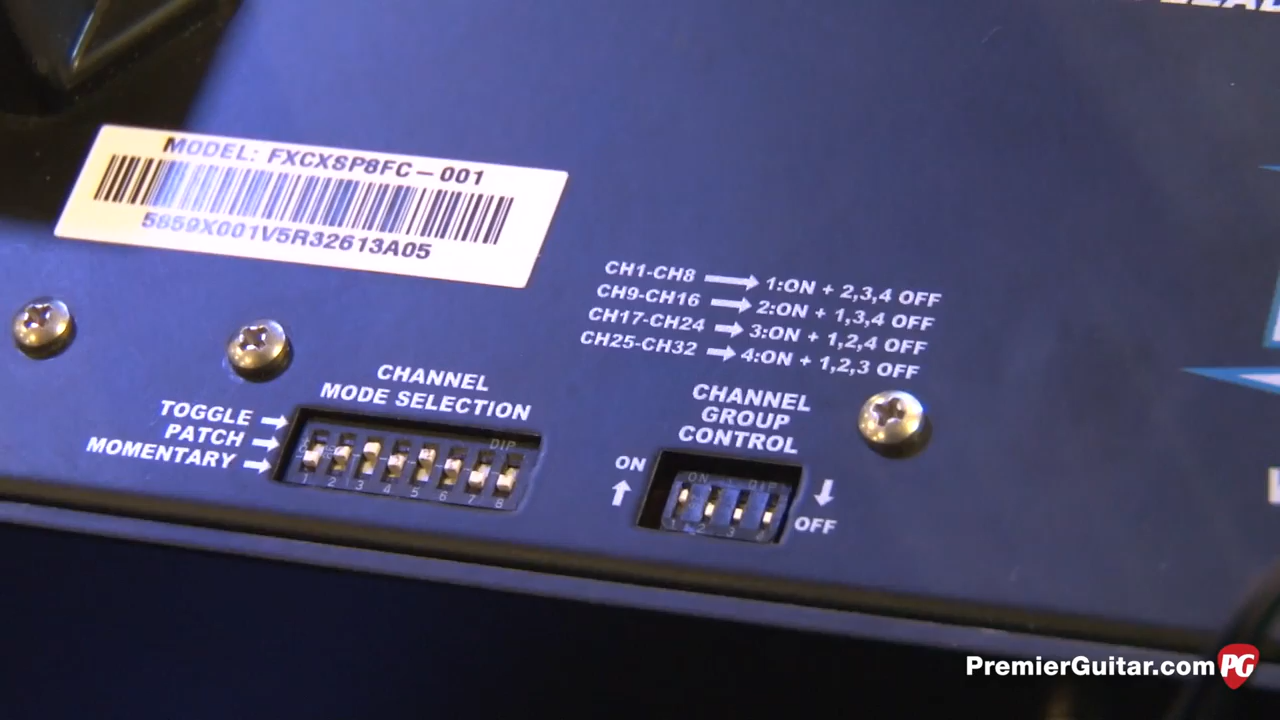 MODEL: FXCXSP8FC-001
5859X001V5R32613A05
CH1-CH8 → 1:ON + 2,3,4 OFF
CH9-CH16 → 2:ON + 1,3,4 OFF
CH17-CH24 → 3:ON + 1,2,4 OFF
CH25-CH32 → 4:ON + 1,2,3 OFF
CHANNEL
MODE SELECTION
TOGGLE →
PATCH →
MOMENTARY →
DIP
1 2 3 4 5 6 7 8
CHANNEL
GROUP
CONTROL
ON
↑
ON DIP
1 2 3 4
↓
OFF
PremierGuitar.com PG